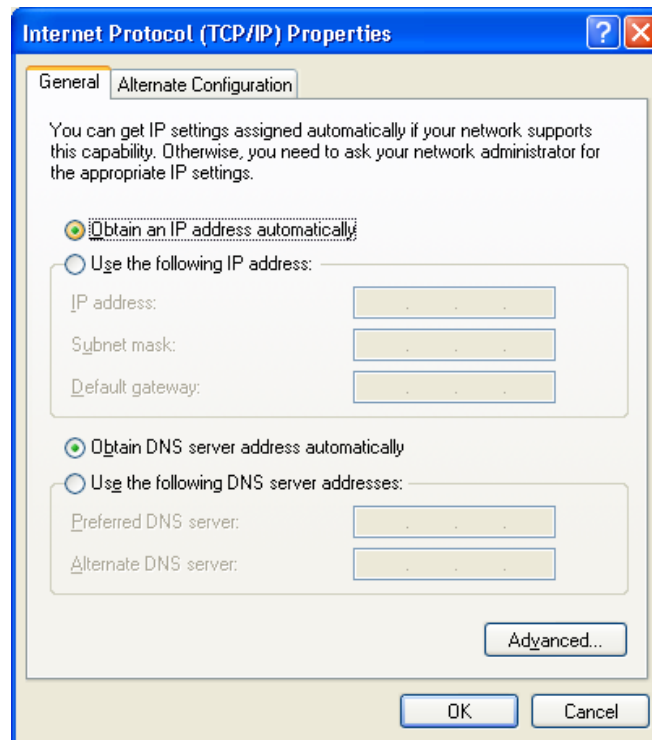 Internet Protocol (TCP/IP) Properties
General
Alternate Configuration
You can get IP settings assigned automatically if your network supports
this capability. Otherwise, you need to ask your network administrator for
the appropriate IP settings.
Obtain an IP address automatically
Use the following IP address:
IP address:
Subnet mask:
Default gateway:
Obtain DNS server address automatically
Use the following DNS server addresses:
Preferred DNS server:
Alternate DNS server:
Advanced...
OK
Cancel